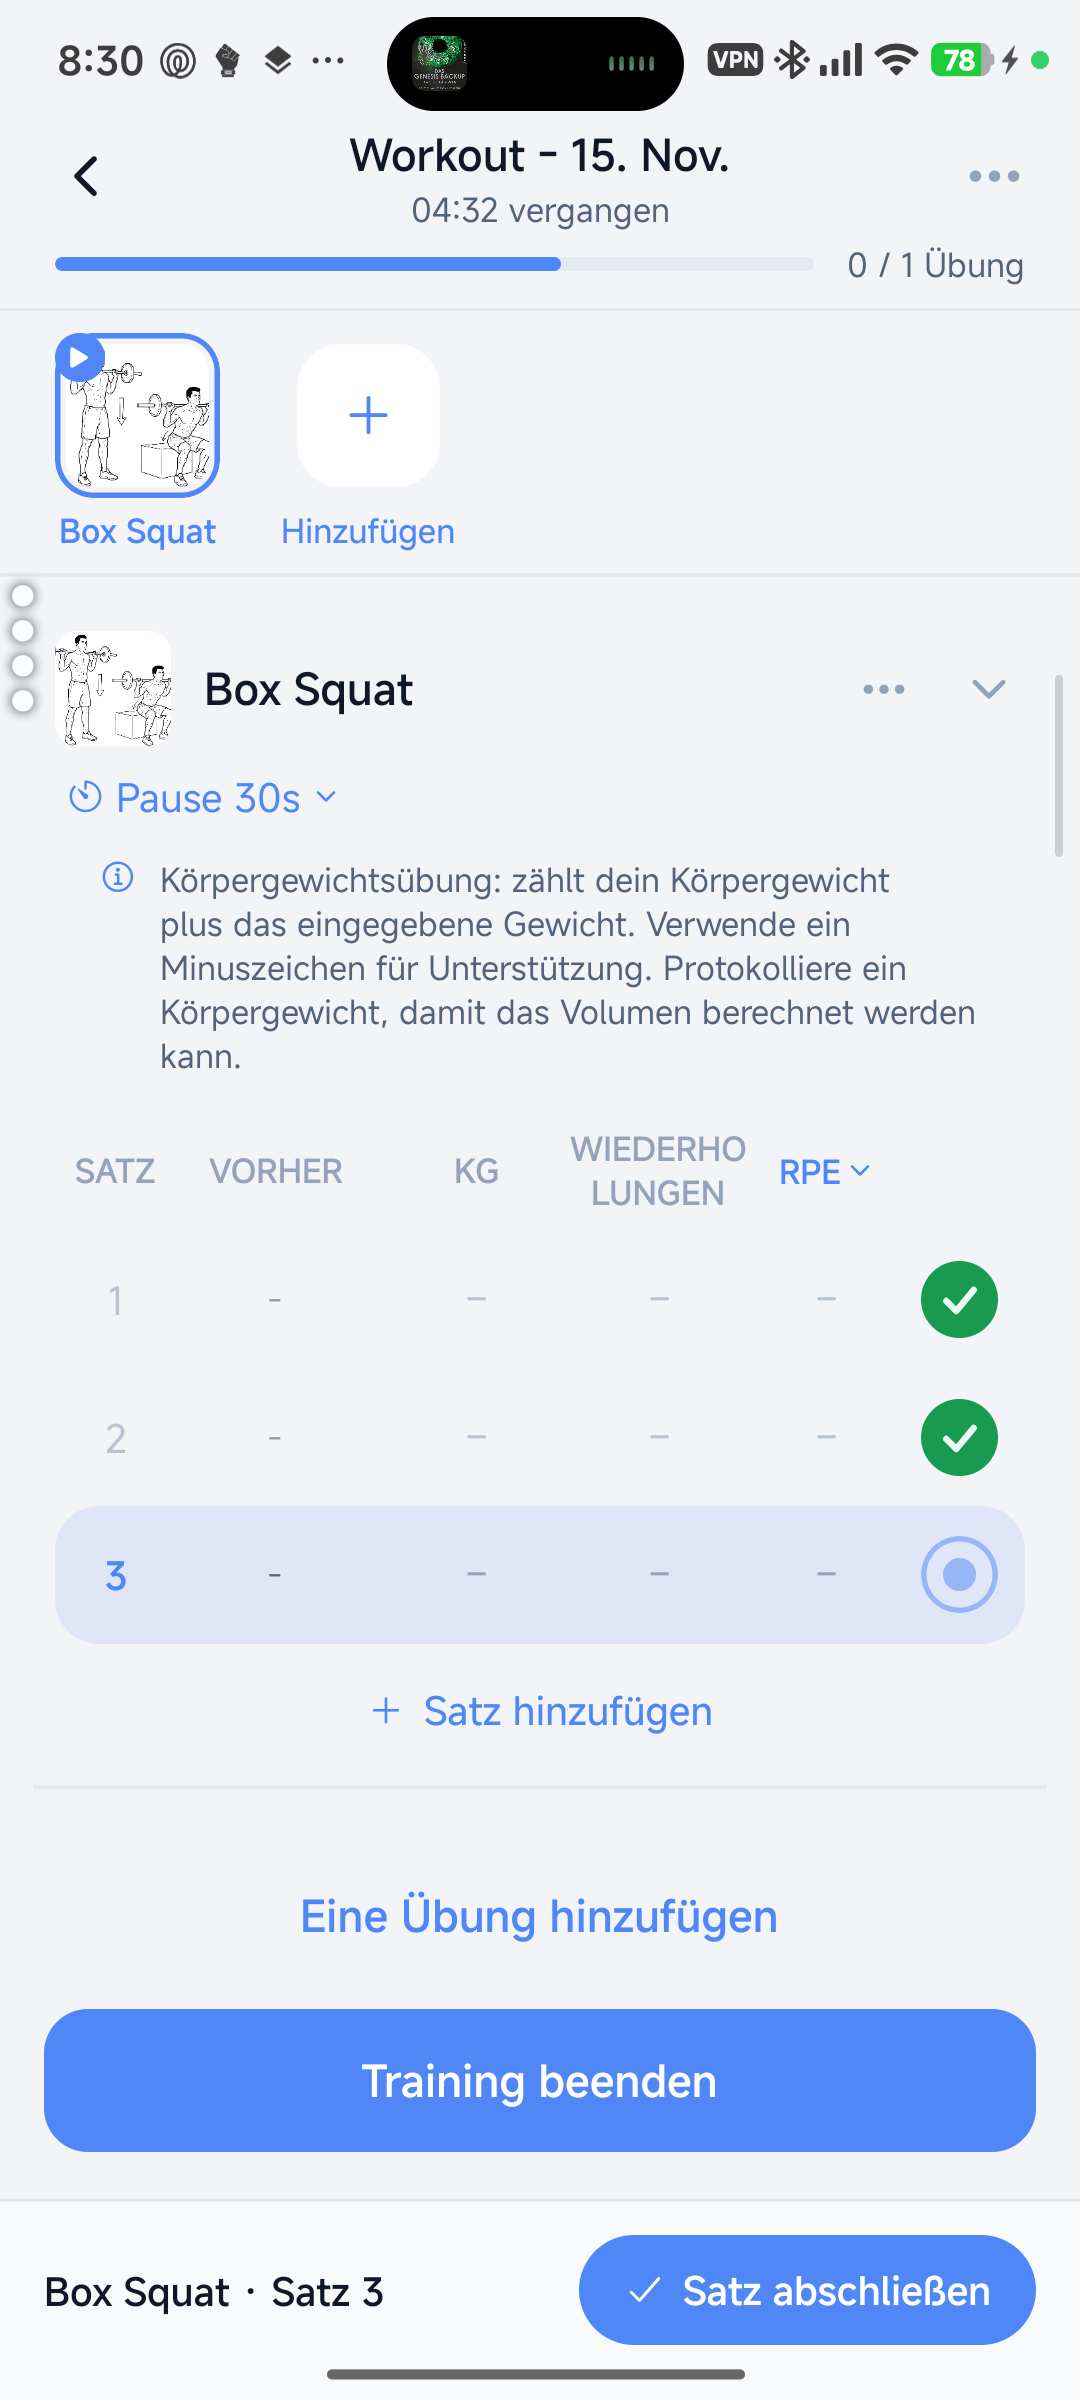 8:30
DAS
GENESIS BACKUP
VPN
78
Workout - 15. Nov.
04:32 vergangen
0 / 1 Übung
Box Squat
Hinzufügen
Box Squat
Pause 30s
Körpergewichtsübung: zählt dein Körpergewicht
plus das eingegebene Gewicht. Verwende ein
Minuszeichen für Unterstützung. Protokolliere ein
Körpergewicht, damit das Volumen berechnet werden
kann.
SATZ VORHER KG WIEDERHO
LUNGEN RPE
1 - – – –
2 - – – –
3 - – – –
+ Satz hinzufügen
Eine Übung hinzufügen
Training beenden
Box Squat · Satz 3
Satz abschließen